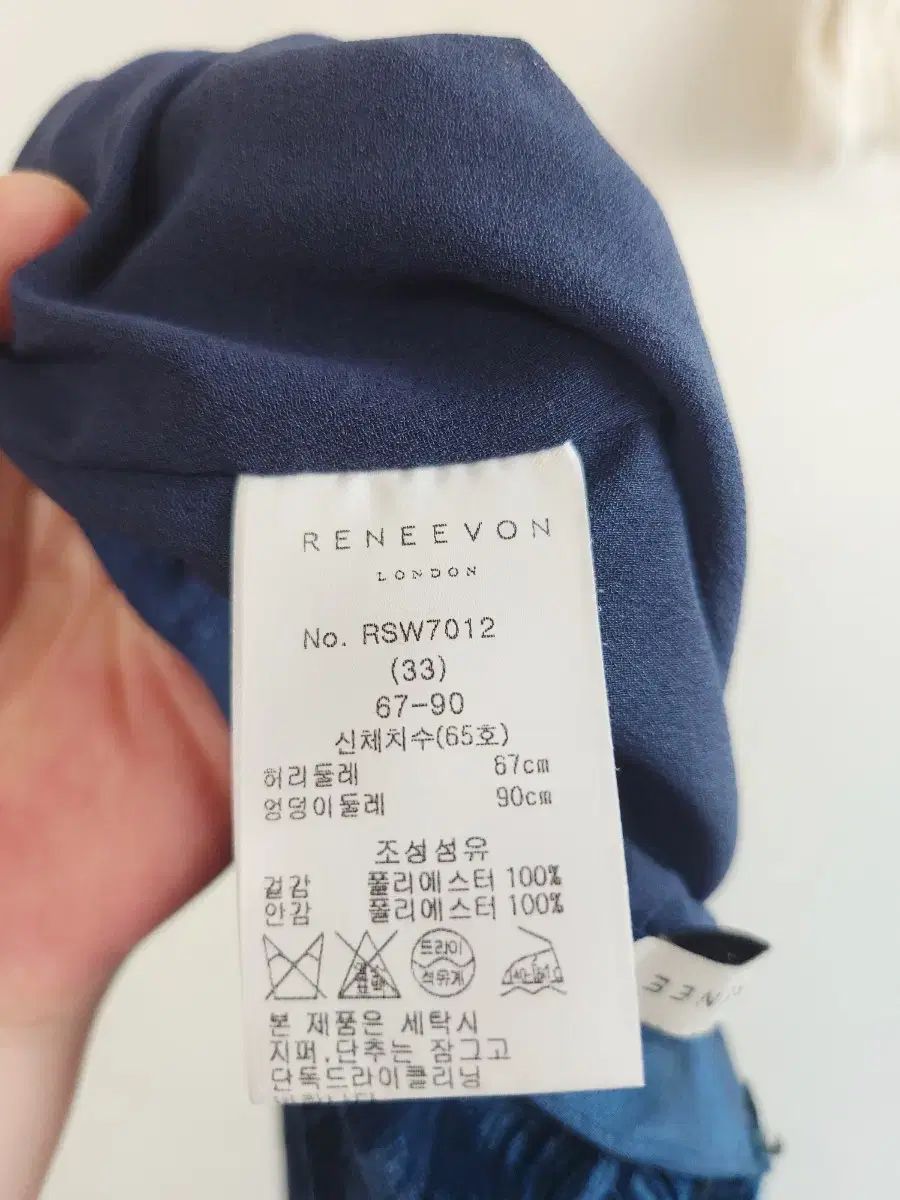 RENEEVON
LONDON
No. RSW7012
(33)
67-90
신체치수(65호)
허리둘레 67cm
엉덩이둘레 90cm
조성섬유
겉감 폴리에스터 100%
안감 폴리에스터 100%
드라이
석유계
본 제품은 세탁시
지퍼.단추는 잠그고
단독드라이클리닝